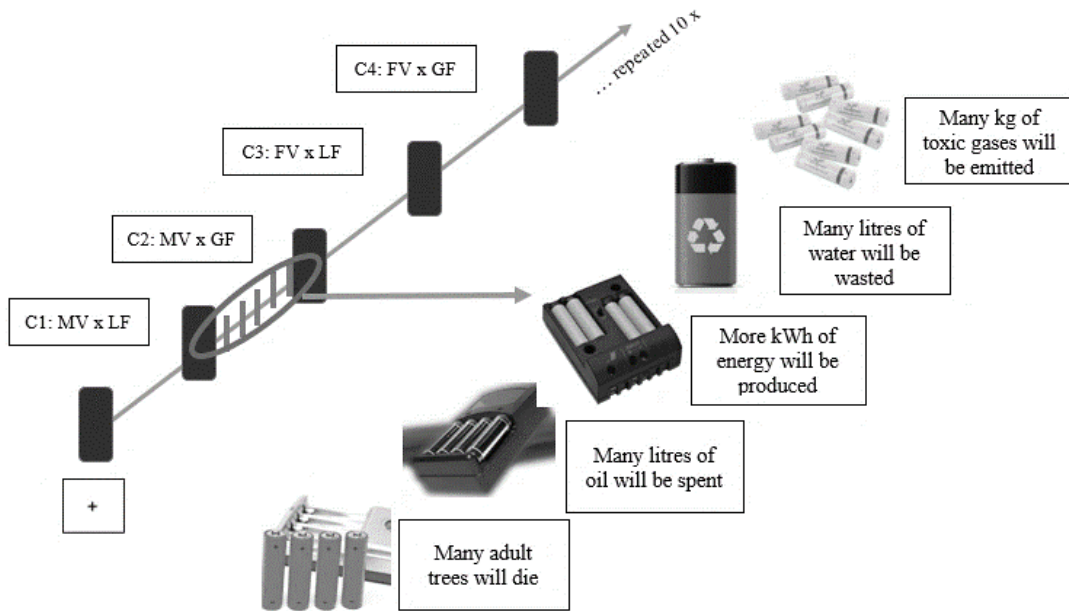 C4: FV x GF
… repeated 10 x
C3: FV x LF
Many kg of
toxic gases will
be emitted
C2: MV x GF
Many litres of
water will be
wasted
C1: MV x LF
More kWh of
energy will be
produced
Many litres of
oil will be spent
+
Many adult
trees will die